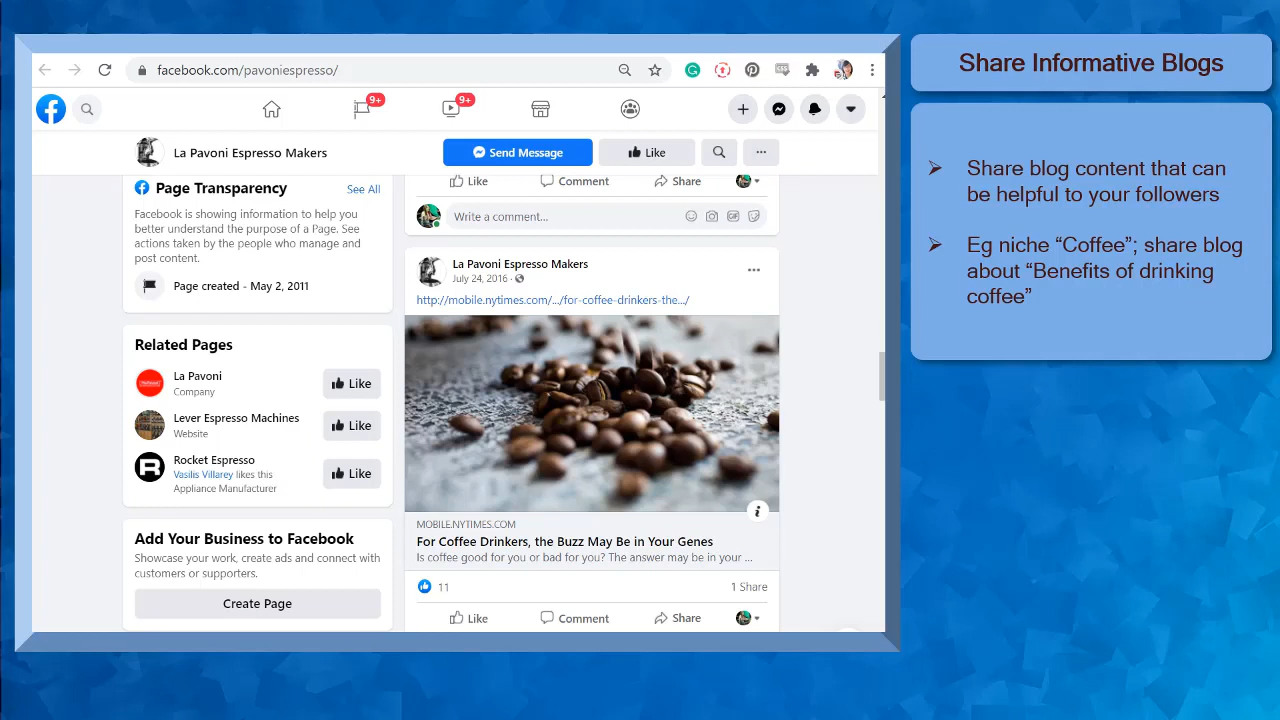 facebook.com/pavoniespresso/
9+
9+
La Pavoni Espresso Makers
Send Message
Like
Page Transparency
See All
Facebook is showing information to help you
better understand the purpose of a Page. See
actions taken by the people who manage and
post content.
Page created - May 2, 2011
Related Pages
La Pavoni
Company
Like
Lever Espresso Machines
Website
Like
Rocket Espresso
Vasilis Villarey likes this
Appliance Manufacturer
Like
Add Your Business to Facebook
Showcase your work, create ads and connect with
customers or supporters.
Create Page
Like
Comment
Share
Write a comment...
GIF
La Pavoni Espresso Makers
July 24, 2016 ·
http://mobile.nytimes.com/.../for-coffee-drinkers-the.../
MOBILE.NYTIMES.COM
For Coffee Drinkers, the Buzz May Be in Your Genes
Is coffee good for you or bad for you? The answer may be in your ...
11
1 Share
Like
Comment
Share
Share Informative Blogs
Share blog content that can
be helpful to your followers
Eg niche “Coffee”; share blog
about “Benefits of drinking
coffee”